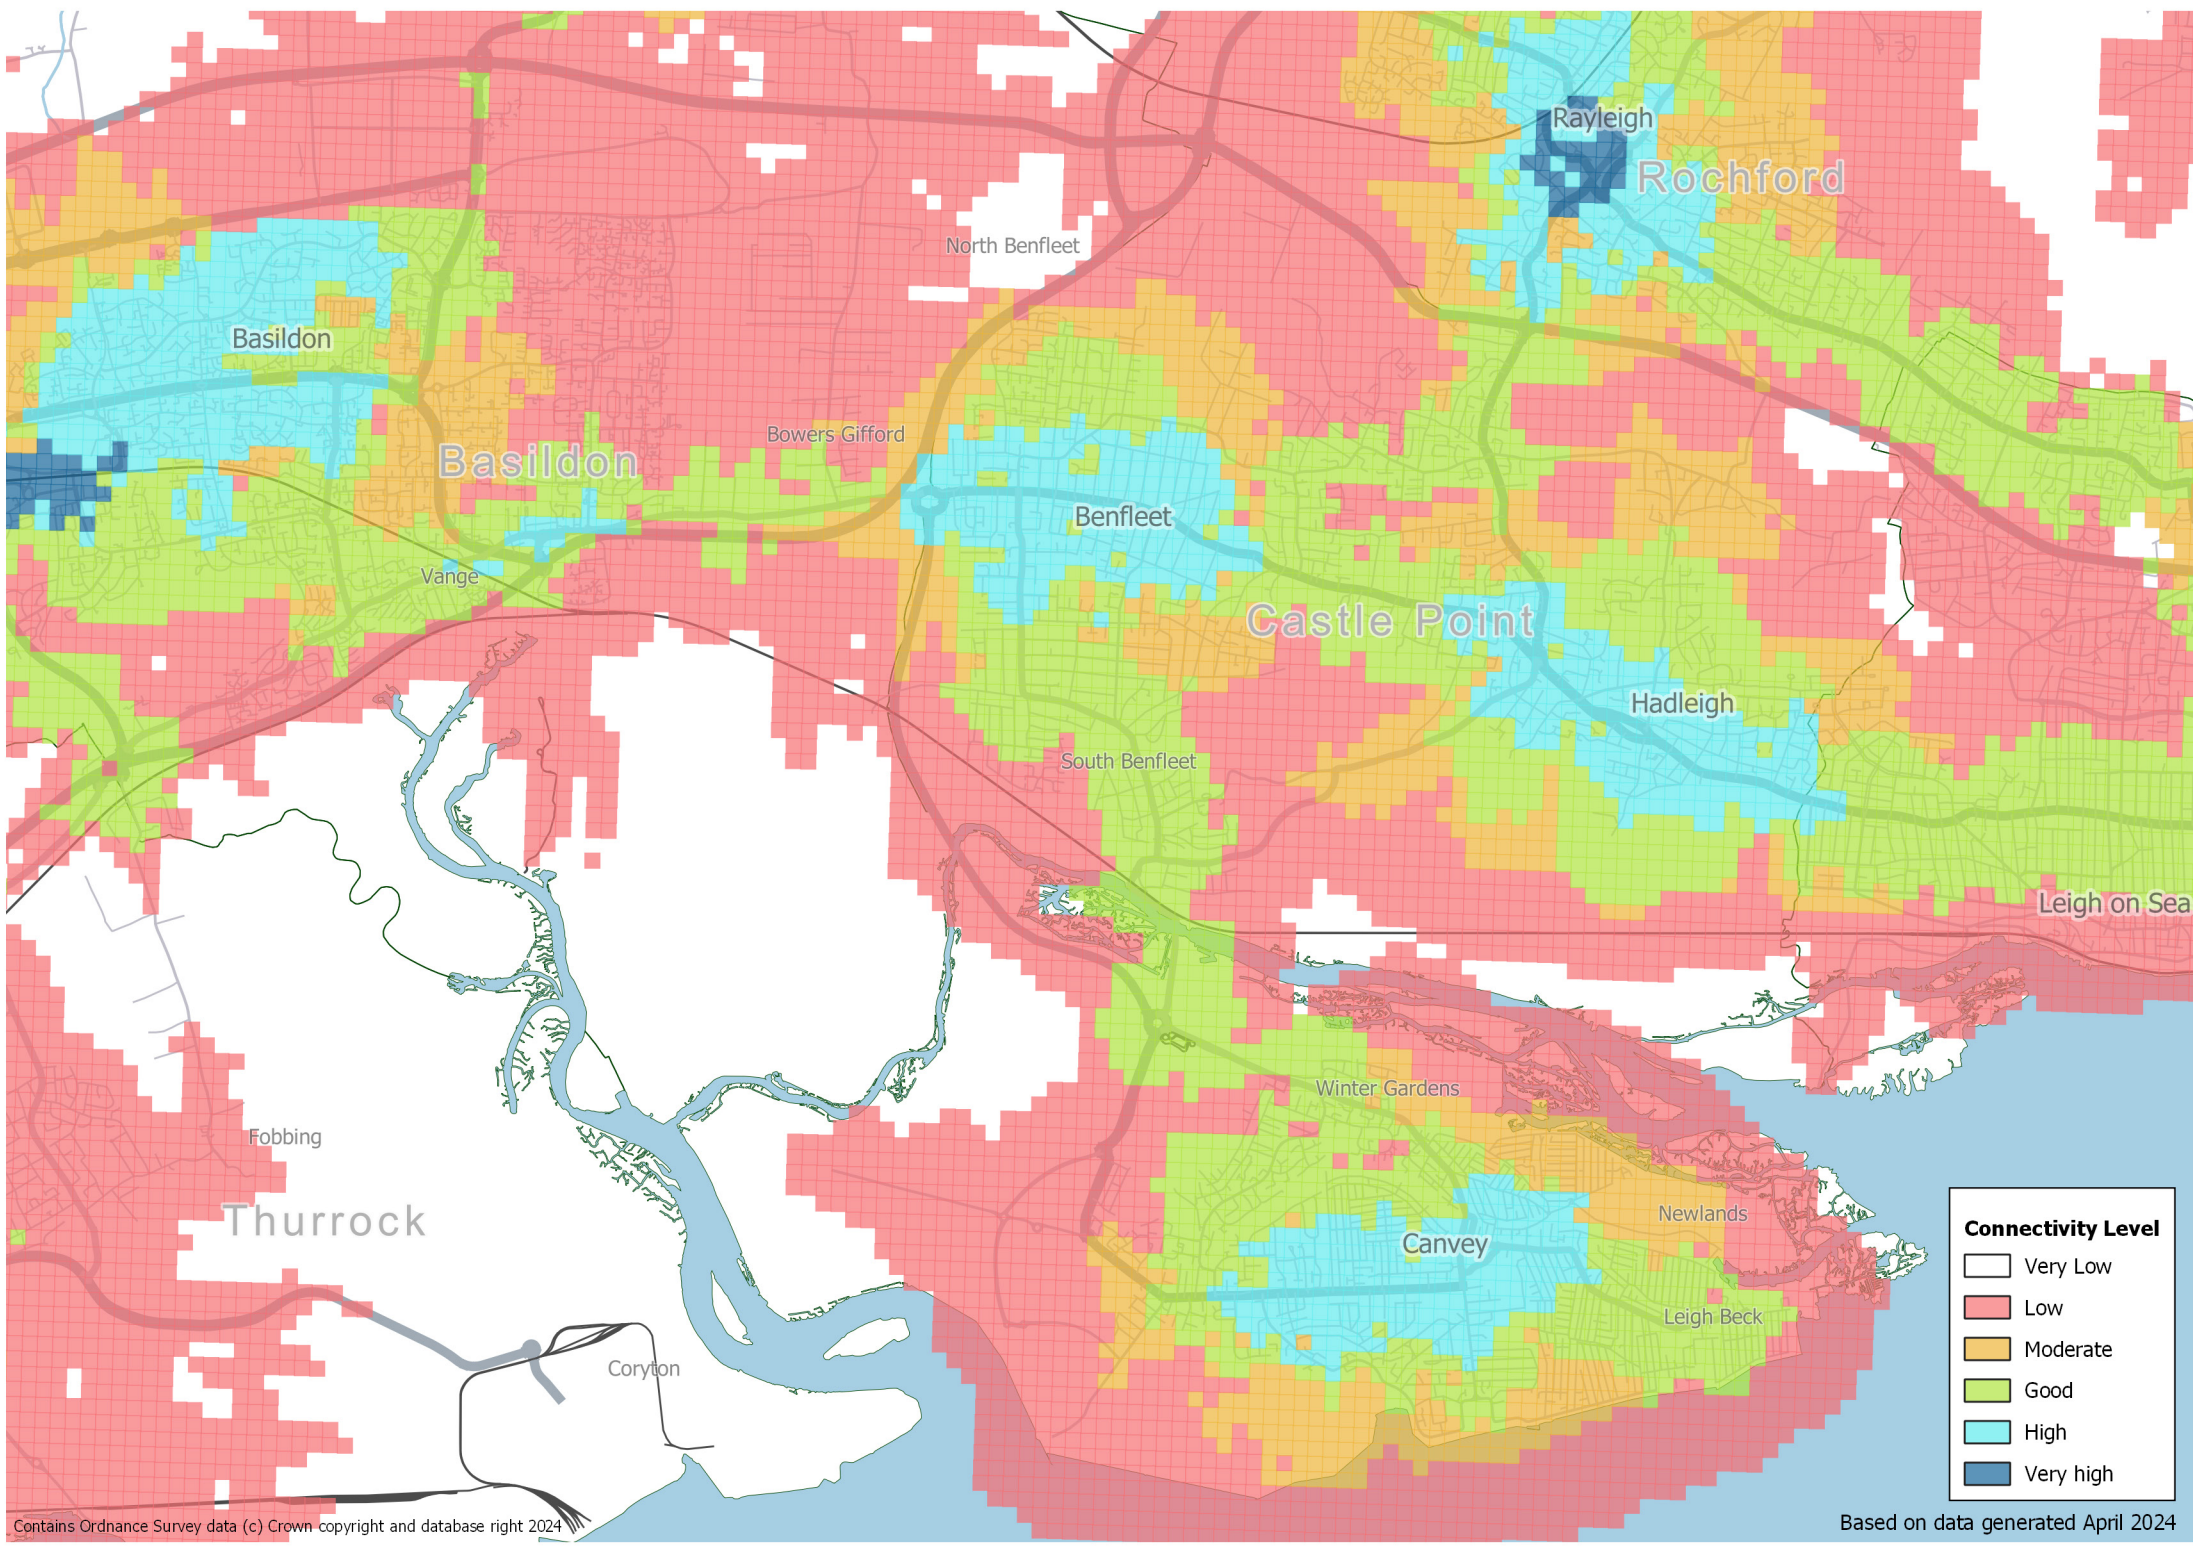 Rayleigh
Rochford
North Benfleet
Basildon
Bowers Gifford
Basildon
Benfleet
Vange
Castle Point
Hadleigh
South Benfleet
Leigh on Sea
Winter Gardens
Fobbing
Thurrock
Newlands
Canvey
Leigh Beck
Coryton
Connectivity Level
Very Low
Low
Moderate
Good
High
Very high
Contains Ordnance Survey data (c) Crown copyright and database right 2024
Based on data generated April 2024